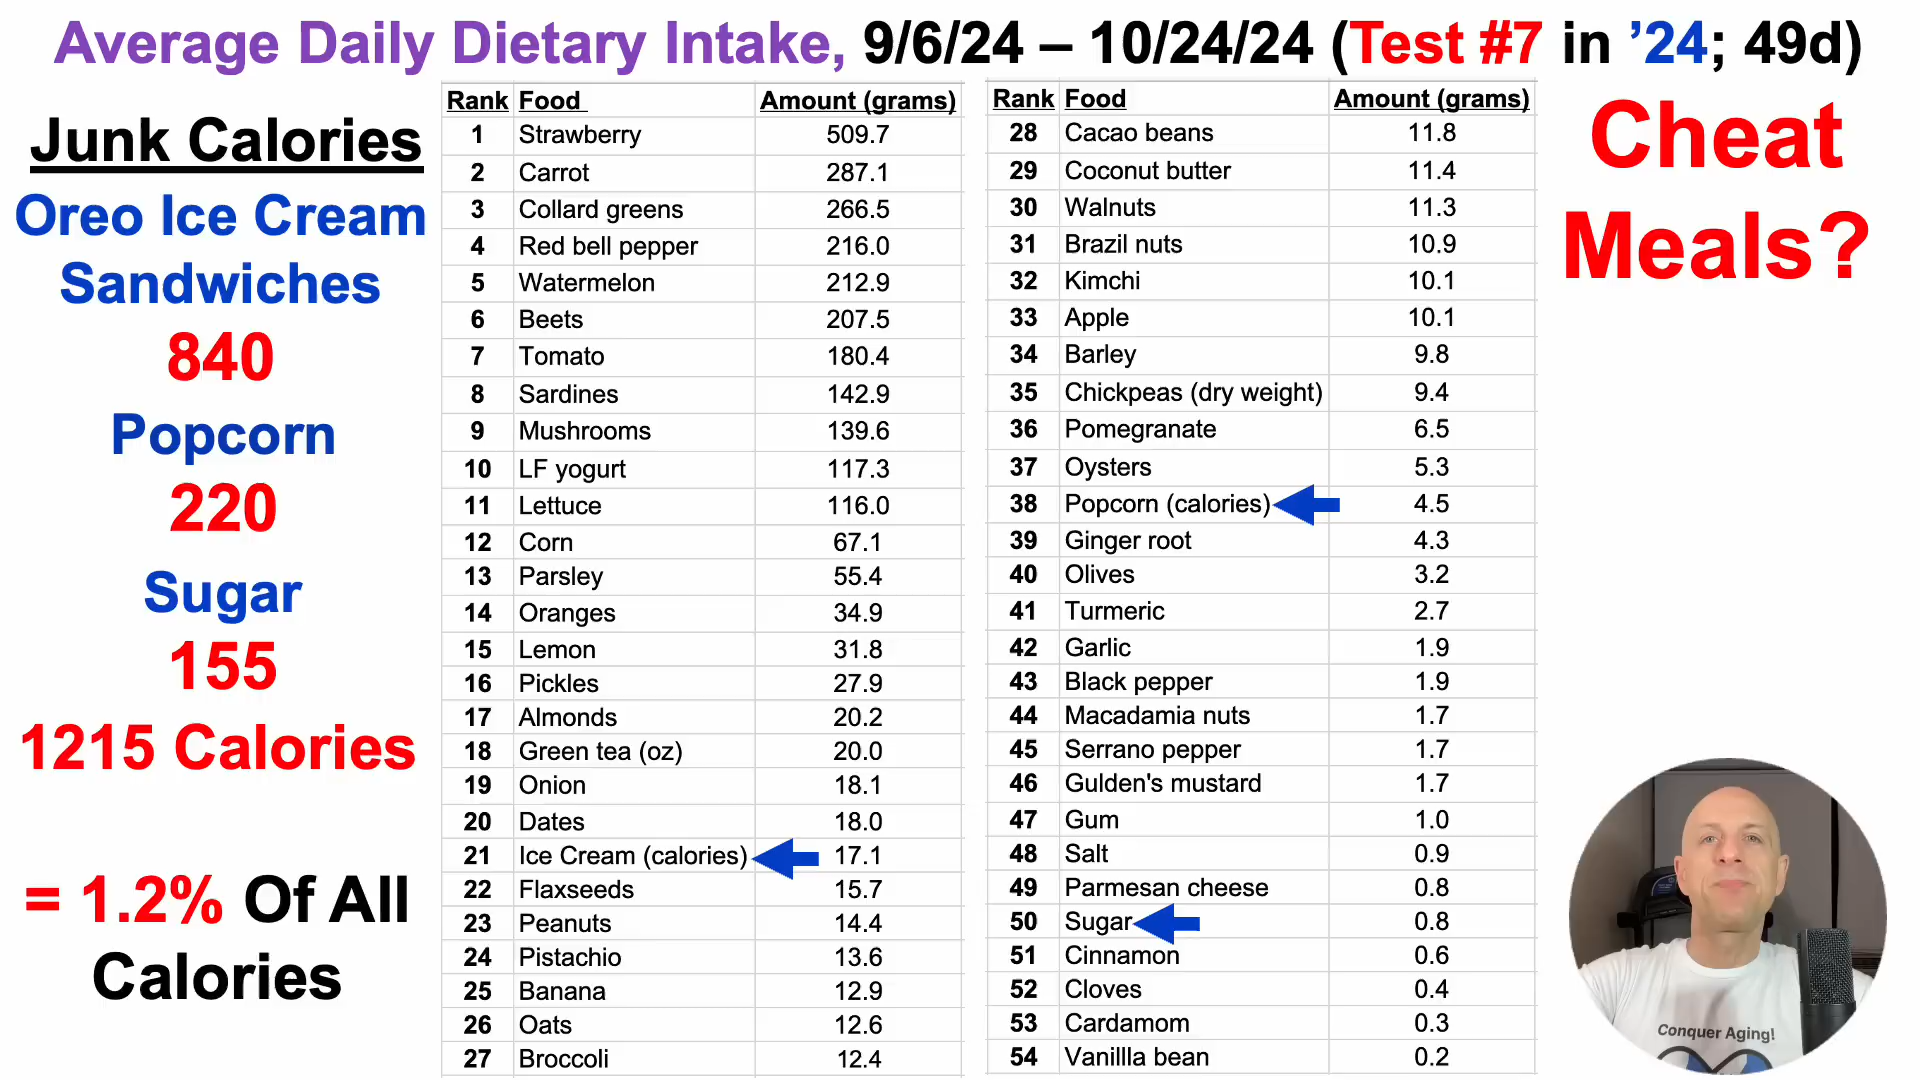 Average Daily Dietary Intake, 9/6/24 – 10/24/24 (Test #7 in ’24; 49d)
Junk Calories
Oreo Ice Cream
Sandwiches
840
Popcorn
220
Sugar
155
1215 Calories
= 1.2% Of All
Calories
Rank Food Amount (grams)
1 Strawberry 509.7
2 Carrot 287.1
3 Collard greens 266.5
4 Red bell pepper 216.0
5 Watermelon 212.9
6 Beets 207.5
7 Tomato 180.4
8 Sardines 142.9
9 Mushrooms 139.6
10 LF yogurt 117.3
11 Lettuce 116.0
12 Corn 67.1
13 Parsley 55.4
14 Oranges 34.9
15 Lemon 31.8
16 Pickles 27.9
17 Almonds 20.2
18 Green tea (oz) 20.0
19 Onion 18.1
20 Dates 18.0
21 Ice Cream (calories) 17.1
22 Flaxseeds 15.7
23 Peanuts 14.4
24 Pistachio 13.6
25 Banana 12.9
26 Oats 12.6
27 Broccoli 12.4
Rank Food Amount (grams)
28 Cacao beans 11.8
29 Coconut butter 11.4
30 Walnuts 11.3
31 Brazil nuts 10.9
32 Kimchi 10.1
33 Apple 10.1
34 Barley 9.8
35 Chickpeas (dry weight) 9.4
36 Pomegranate 6.5
37 Oysters 5.3
38 Popcorn (calories) 4.5
39 Ginger root 4.3
40 Olives 3.2
41 Turmeric 2.7
42 Garlic 1.9
43 Black pepper 1.9
44 Macadamia nuts 1.7
45 Serrano pepper 1.7
46 Gulden's mustard 1.7
47 Gum 1.0
48 Salt 0.9
49 Parmesan cheese 0.8
50 Sugar 0.8
51 Cinnamon 0.6
52 Cloves 0.4
53 Cardamom 0.3
54 Vanillla bean 0.2
Cheat
Meals?
Conquer Aging!